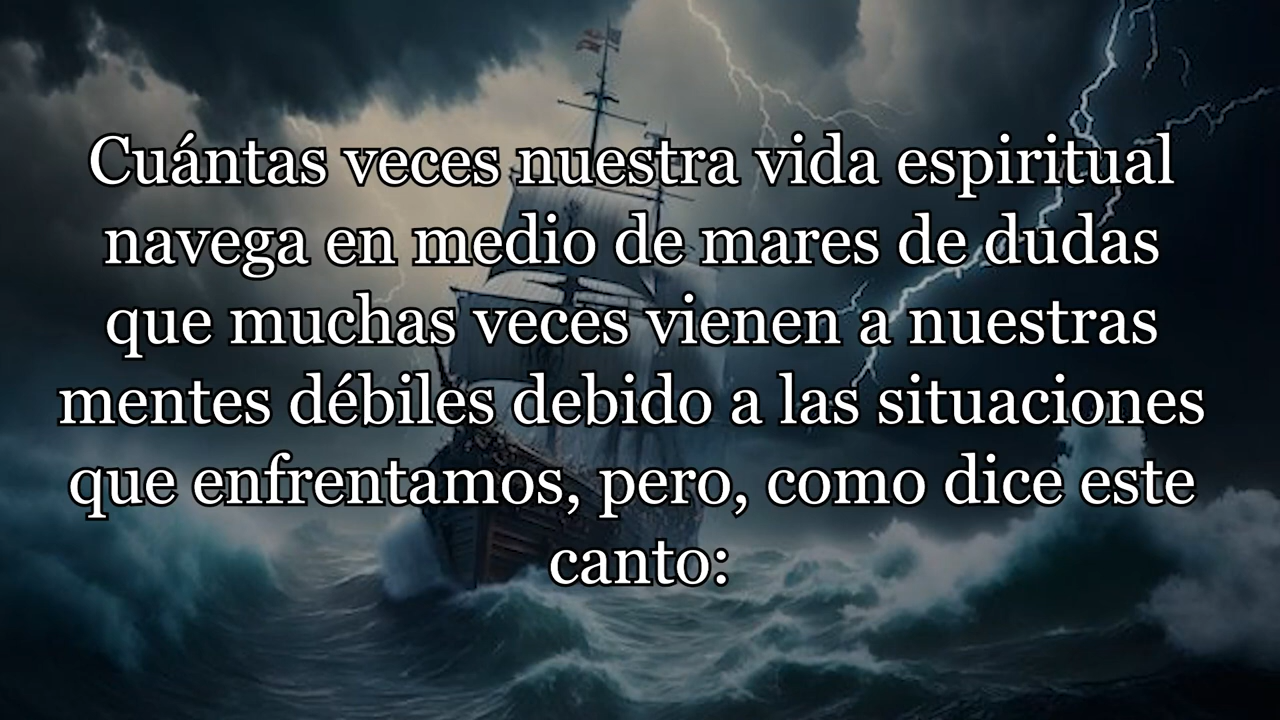 Cuántas veces nuestra vida espiritual
navega en medio de mares de dudas
que muchas veces vienen a nuestras
mentes débiles debido a las situaciones
que enfrentamos, pero, como dice este
canto: